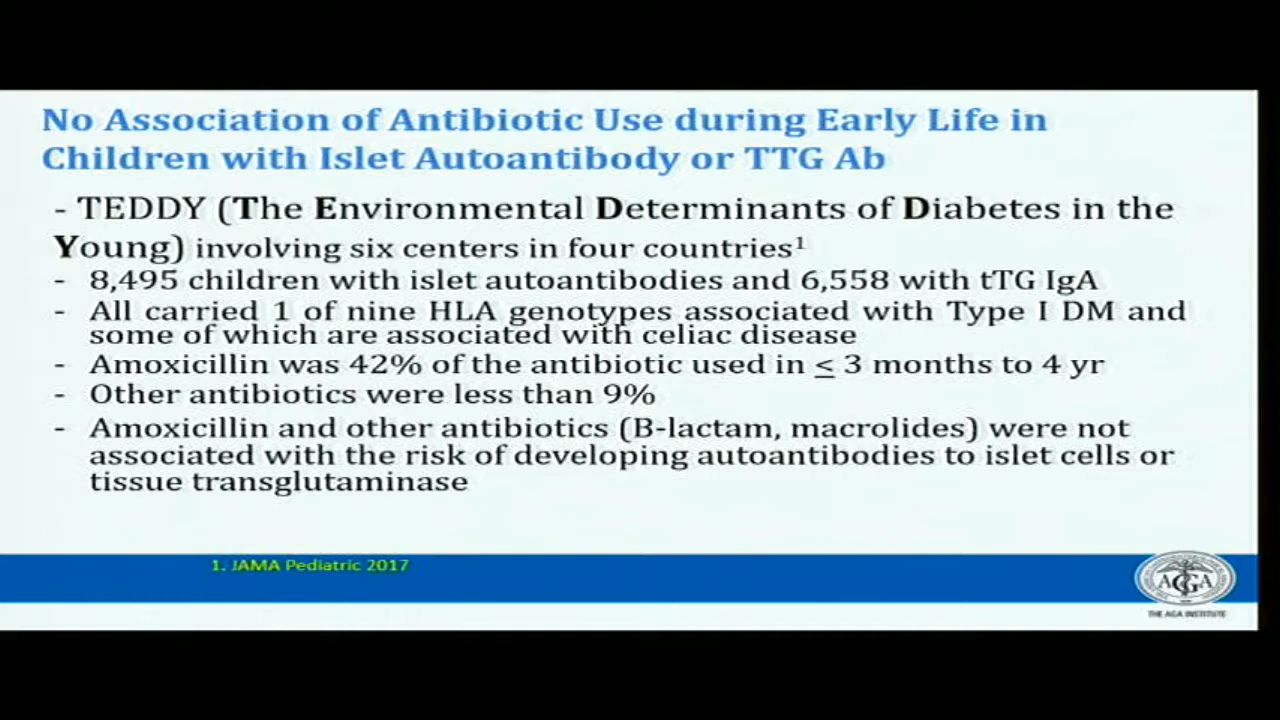 No Association of Antibiotic Use during Early Life in
Children with Islet Autoantibody or TTG Ab
- TEDDY (The Environmental Determinants of Diabetes in the
Young) involving six centers in four countries¹
- 8,495 children with islet autoantibodies and 6,558 with tTG IgA
- All carried 1 of nine HLA genotypes associated with Type I DM and
some of which are associated with celiac disease
- Amoxicillin was 42% of the antibiotic used in ≤ 3 months to 4 yr
- Other antibiotics were less than 9%
- Amoxicillin and other antibiotics (B-lactam, macrolides) were not
associated with the risk of developing autoantibodies to islet cells or
tissue transglutaminase
1. JAMA Pediatric 2017
AGA
THE AGA INSTITUTE